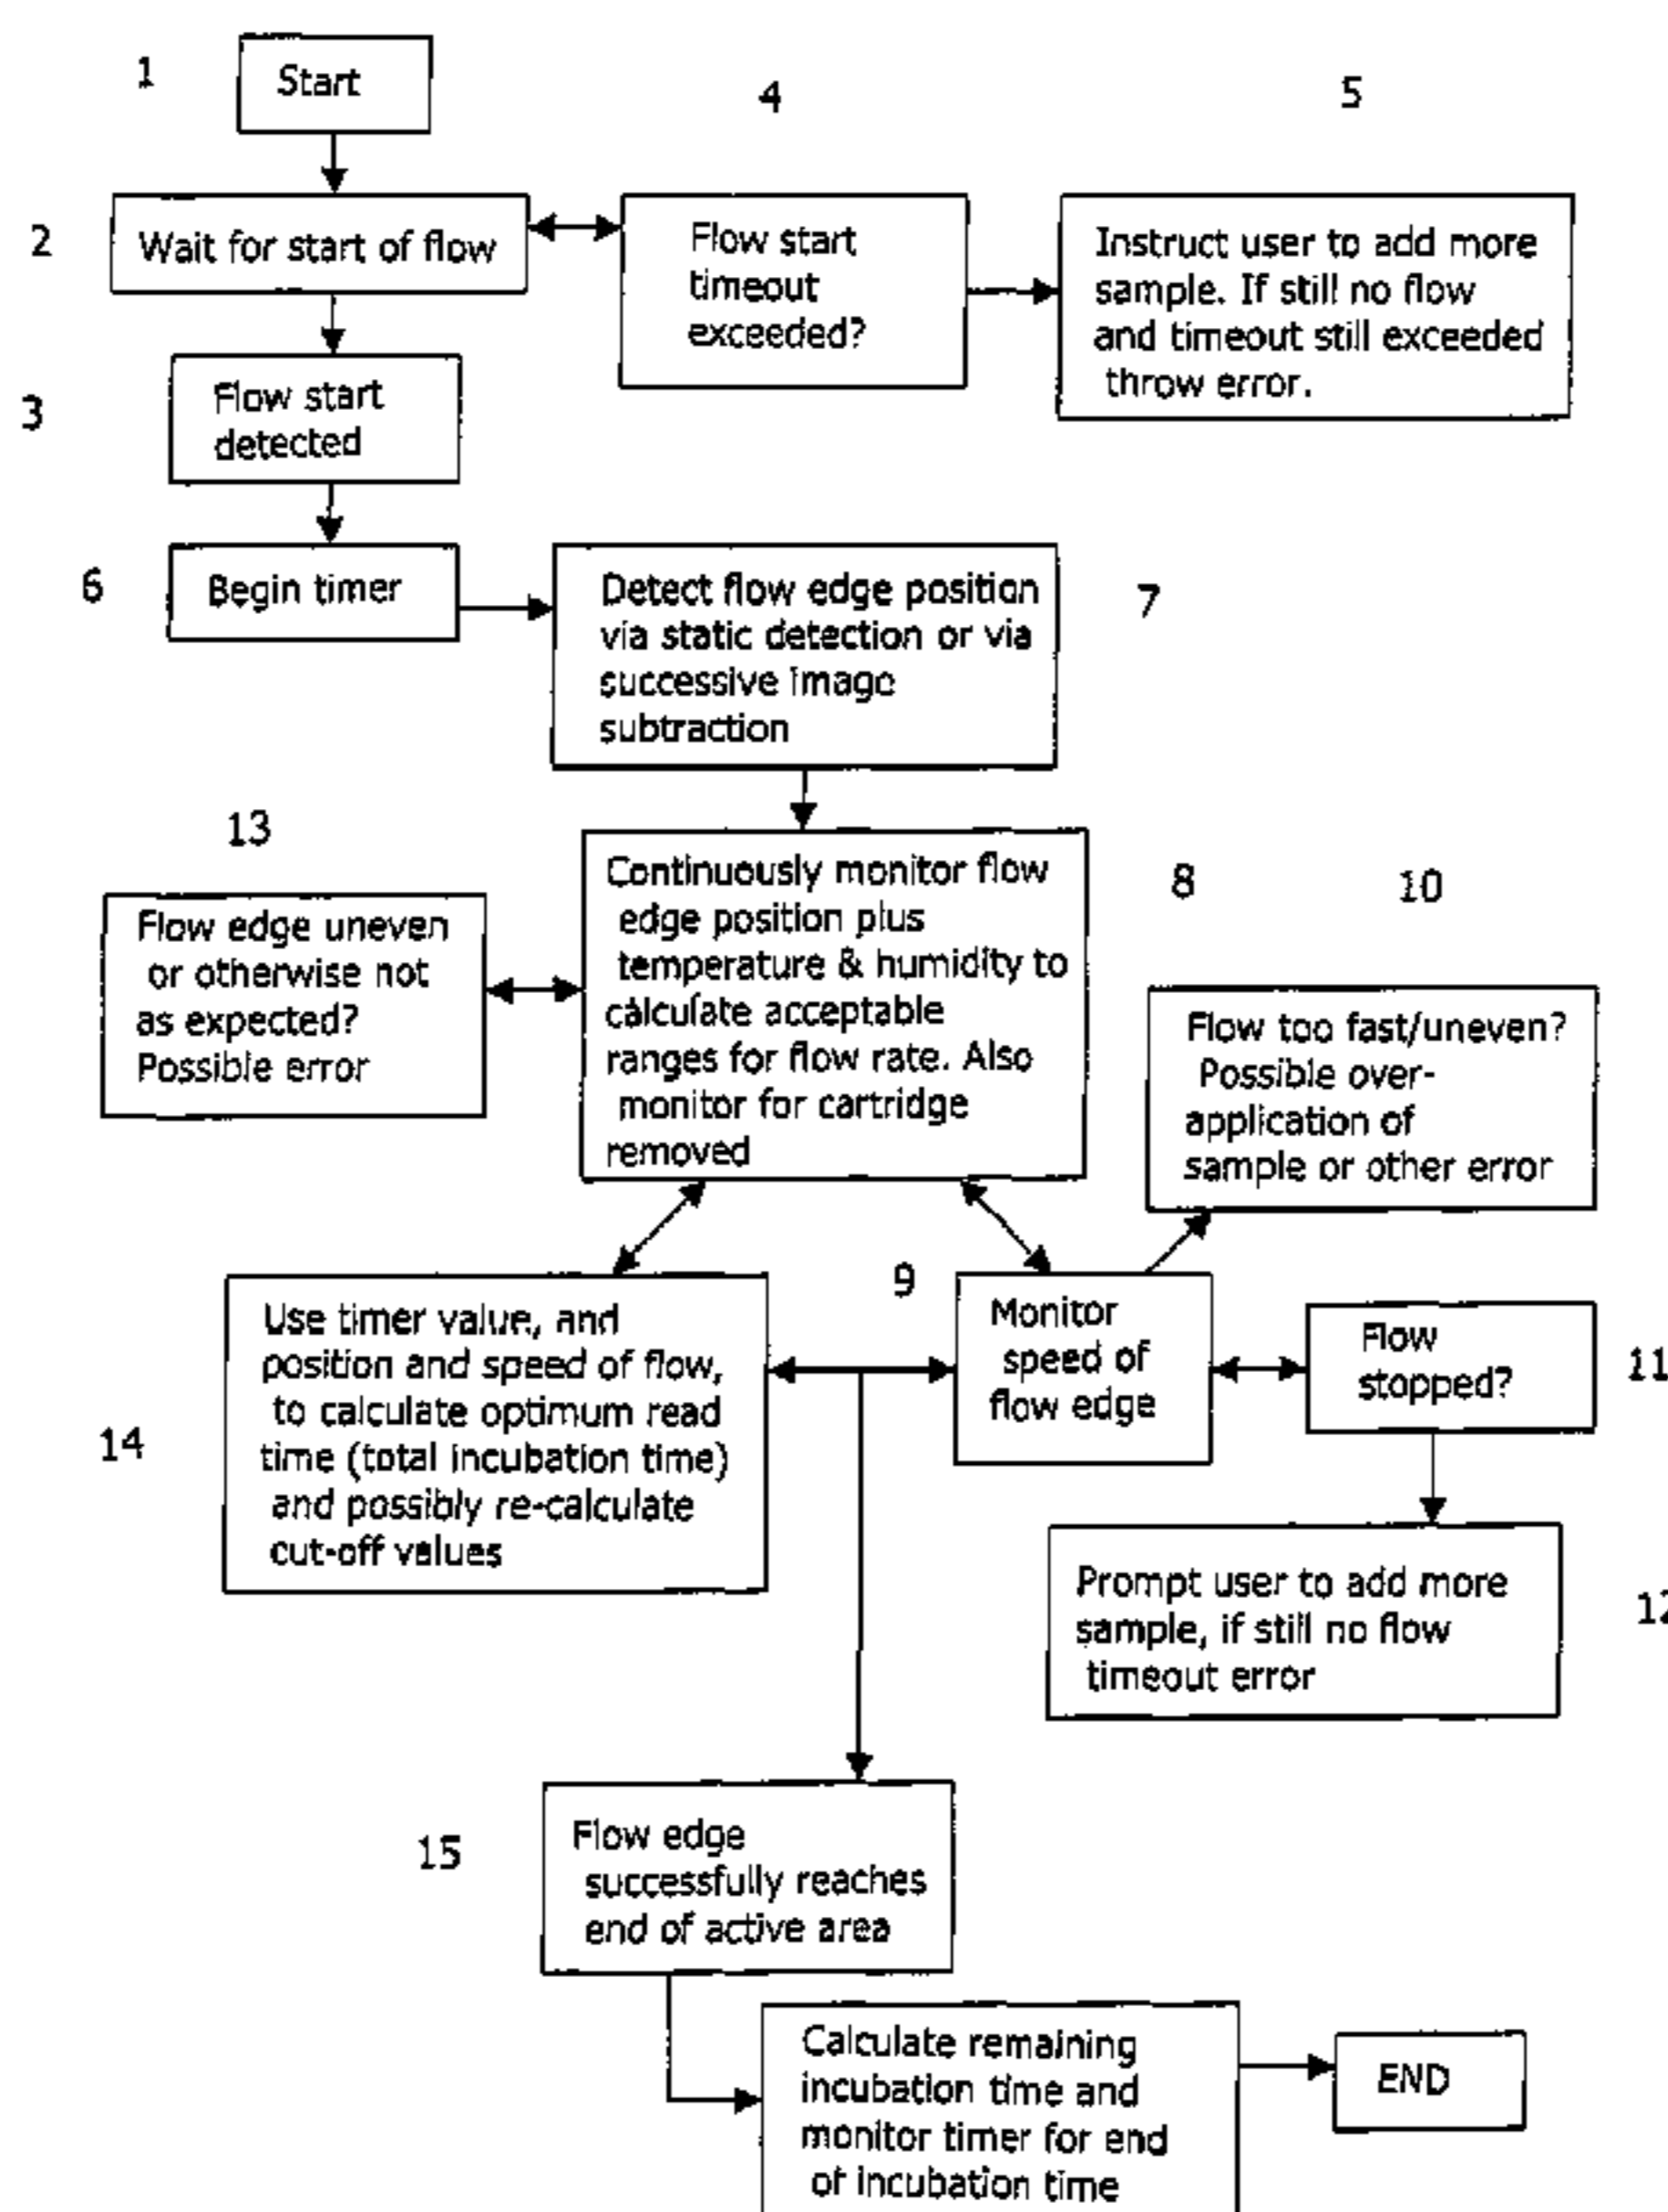 1
Start
4
5
2
Wait for start of flow
Flow start
timeout
exceeded?
Instruct user to add more
sample. If still no flow
and timeout still exceeded
throw error.
3
Flow start
detected
6
Begin timer
Detect flow edge position
via static detection or via
successive image
subtraction
7
13
Flow edge uneven
or otherwise not
as expected?
Possible error
Continuously monitor flow
edge position plus
temperature & humidity to
calculate acceptable
ranges for flow rate. Also
monitor for cartridge
removed
8
10
Flow too fast/uneven?
Possible over-
application of
sample or other error
14
Use timer value, and
position and speed of flow,
to calculate optimum read
time (total incubation time)
and possibly re-calculate
cut-off values
9
Monitor
speed of
flow edge
Flow
stopped?
11
Prompt user to add more
sample, if still no flow
timeout error
12
15
Flow edge
successfully reaches
end of active area
Calculate remaining
incubation time and
monitor timer for end
of incubation time
END